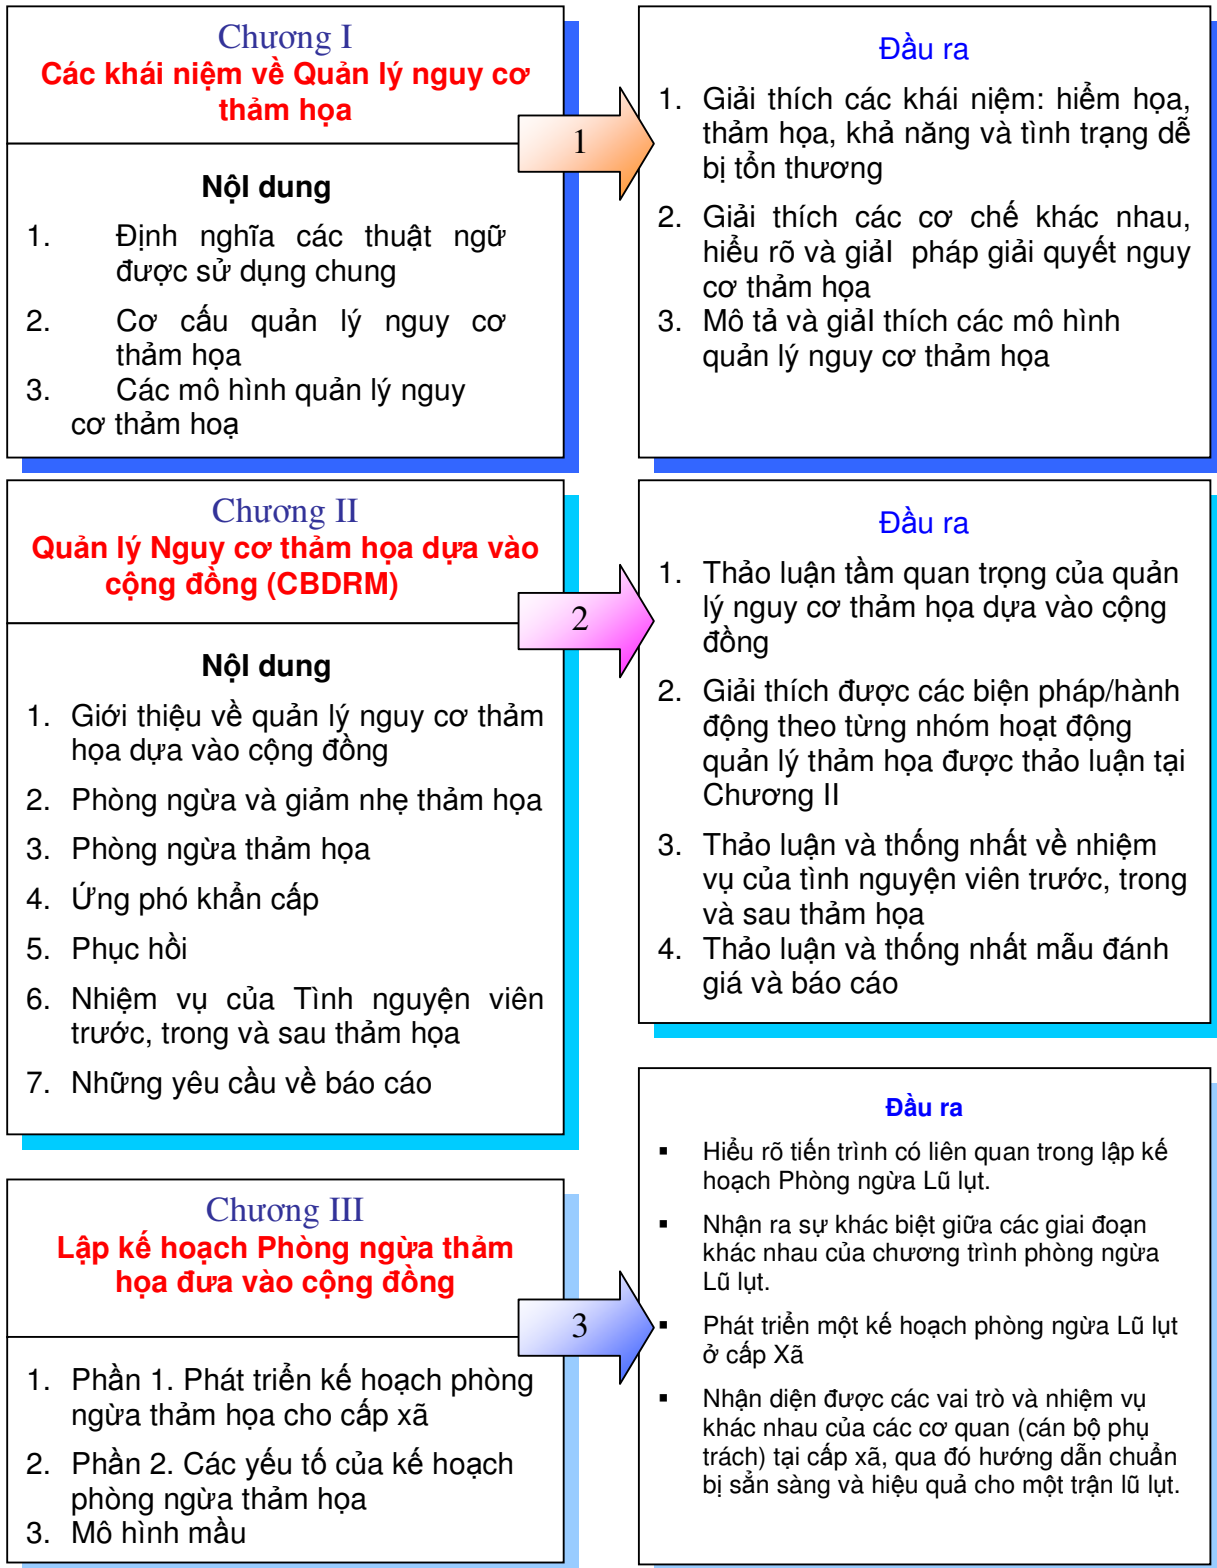 Chương I
Các khái niệm về Quản lý nguy cơ
thảm họa
NộI dung
1. Định nghĩa các thuật ngữ
được sử dụng chung
2. Cơ cấu quản lý nguy cơ
thảm họa
3. Các mô hình quản lý nguy
cơ thảm hoạ
1
Đầu ra
1. Giải thích các khái niệm: hiểm họa,
thảm họa, khả năng và tình trạng dễ
bị tổn thương
2. Giải thích các cơ chế khác nhau,
hiểu rõ và giảI pháp giải quyết nguy
cơ thảm họa
3. Mô tả và giảI thích các mô hình
quản lý nguy cơ thảm họa
Chương II
Quản lý Nguy cơ thảm họa dựa vào
cộng đồng (CBDRM)
NộI dung
1. Giới thiệu về quản lý nguy cơ thảm
họa dựa vào cộng đồng
2. Phòng ngừa và giảm nhẹ thảm họa
3. Phòng ngừa thảm họa
4. Ứng phó khẩn cấp
5. Phục hồi
6. Nhiệm vụ của Tình nguyện viên
trước, trong và sau thảm họa
7. Những yêu cầu về báo cáo
2
Đầu ra
1. Thảo luận tầm quan trọng của quản
lý nguy cơ thảm họa dựa vào cộng
đồng
2. Giải thích được các biện pháp/hành
động theo từng nhóm hoạt động
quản lý thảm họa được thảo luận tại
Chương II
3. Thảo luận và thống nhất về nhiệm
vụ của tình nguyện viên trước, trong
và sau thảm họa
4. Thảo luận và thống nhất mẫu đánh
giá và báo cáo
Chương III
Lập kế hoạch Phòng ngừa thảm
họa đưa vào cộng đồng
1. Phần 1. Phát triển kế hoạch phòng
ngừa thảm họa cho cấp xã
2. Phần 2. Các yếu tố của kế hoạch
phòng ngừa thảm họa
3. Mô hình mầu
3
Đầu ra
▪ Hiểu rõ tiến trình có liên quan trong lập kế
hoạch Phòng ngừa Lũ lụt.
▪ Nhận ra sự khác biệt giữa các giai đoạn
khác nhau của chương trình phòng ngừa
Lũ lụt.
▪ Phát triển một kế hoạch phòng ngừa Lũ lụt
ở cấp Xã
▪ Nhận diện được các vai trò và nhiệm vụ
khác nhau của các cơ quan (cán bộ phụ
trách) tại cấp xã, qua đó hướng dẫn chuẩn
bị sẳn sàng và hiệu quả cho một trận lũ lụt.